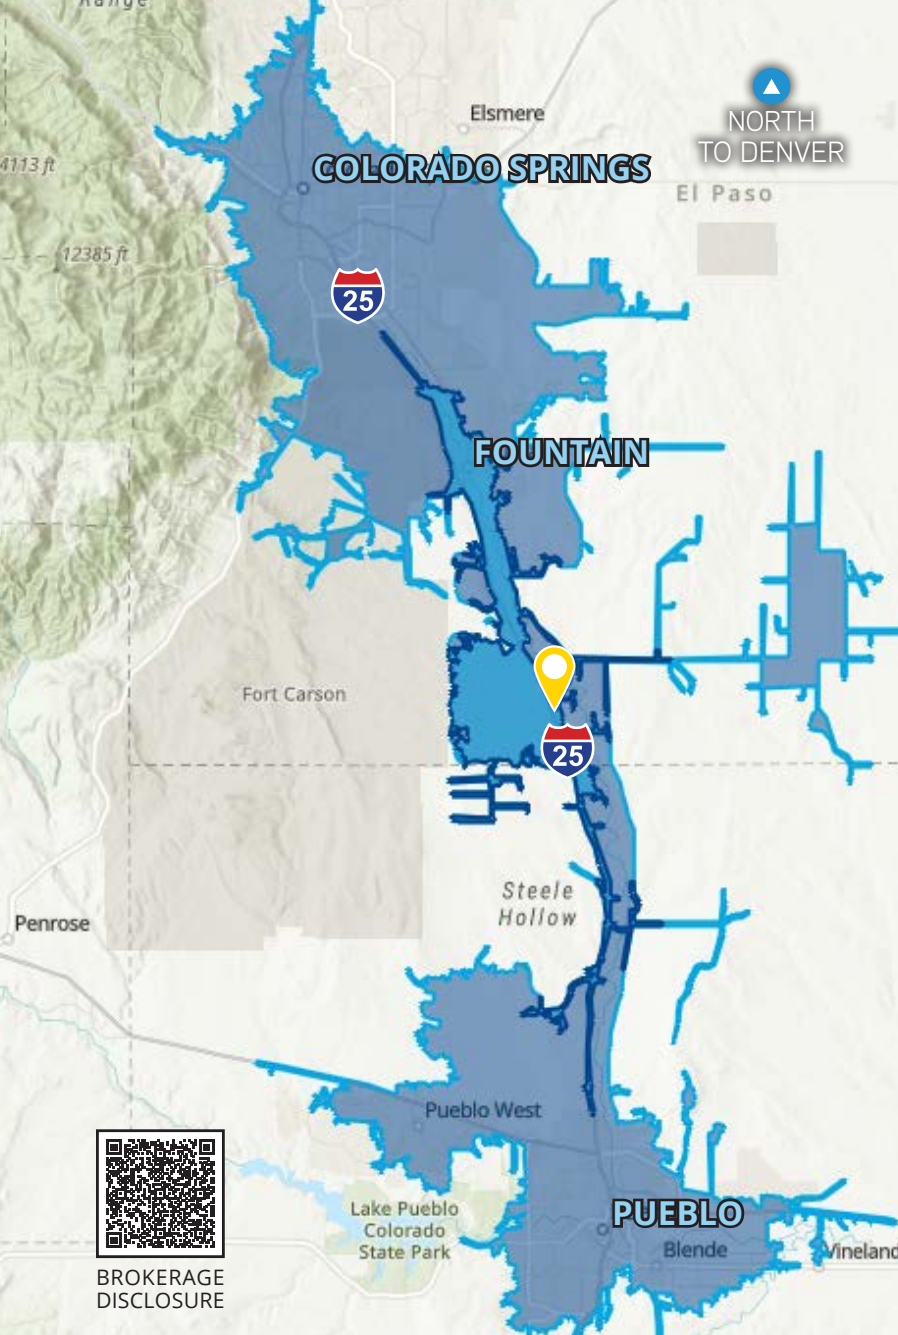 Range
Elsmere
NORTH
TO DENVER
4113 ft
COLORADO SPRINGS
El Paso
12385 ft
25
FOUNTAIN
Fort Carson
25
Steele
Hollow
Penrose
Pueblo West
Lake Pueblo
Colorado
State Park
PUEBLO
Blende
Vineland
BROKERAGE
DISCLOSURE